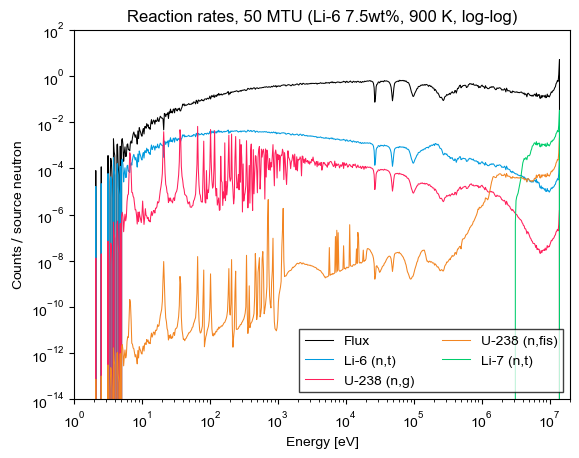 Reaction rates, 50 MTU (Li-6 7.5wt%, 900 K, log-log)
Counts / source neutron
10^2
10^0
10^-2
10^-4
10^-6
10^-8
10^-10
10^-12
10^-14
Flux
Li-6 (n,t)
U-238 (n,g)
U-238 (n,fis)
Li-7 (n,t)
10^0 10^1 10^2 10^3 10^4 10^5 10^6 10^7
Energy [eV]